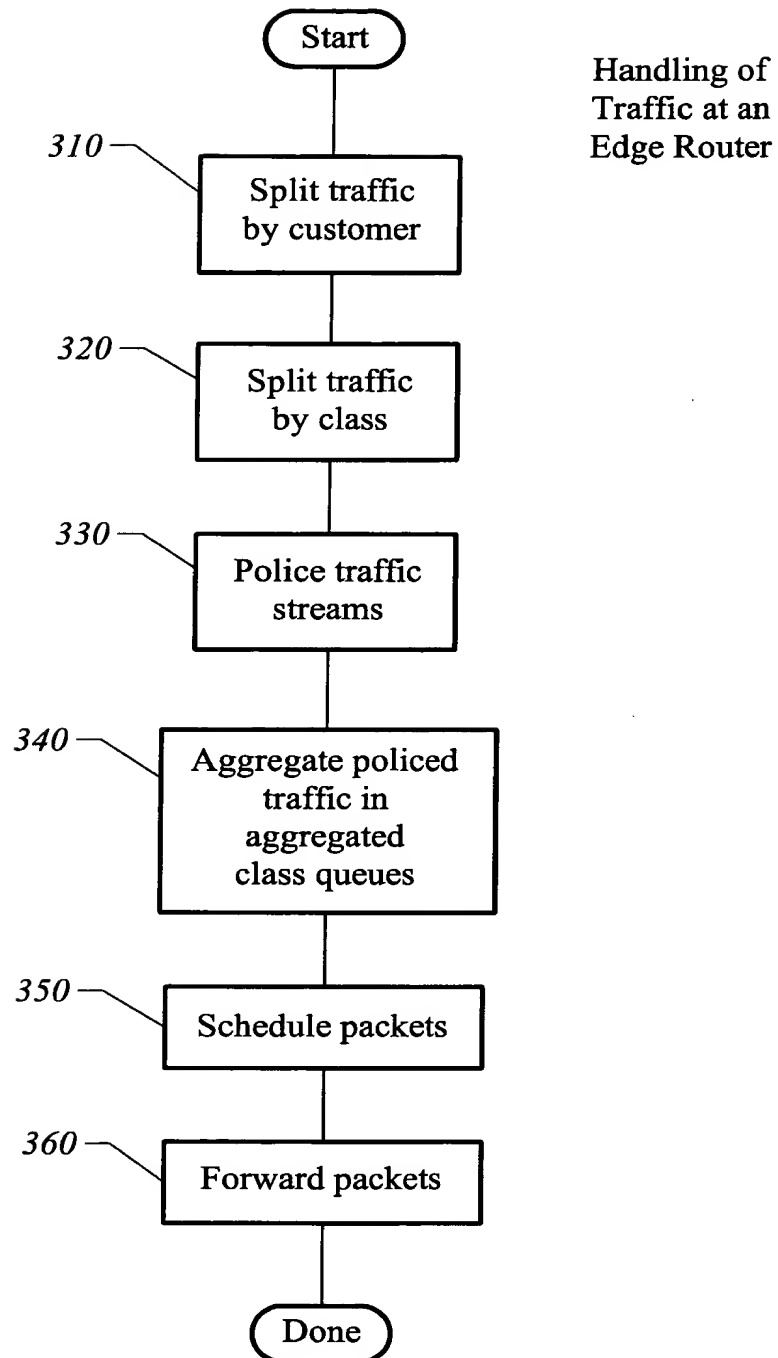 Start
Handling of
Traffic at an
Edge Router
310
Split traffic
by customer
320
Split traffic
by class
330
Police traffic
streams
340
Aggregate policed
traffic in
aggregated
class queues
350
Schedule packets
360
Forward packets
Done